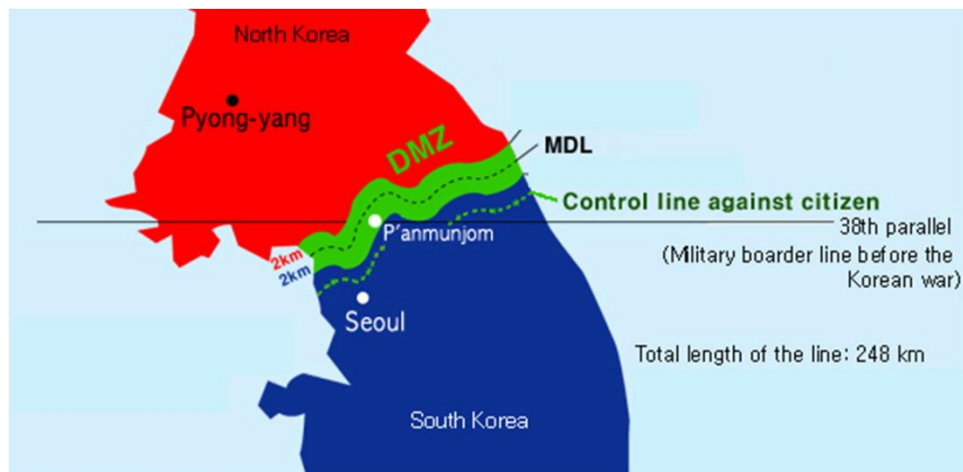 North Korea
Pyong-yang
DMZ
MDL
Control line against citizen
38th parallel
P'anmunjom
(Military boarder line before the
Korean war)
2km
2km
Seoul
Total length of the line: 248 km
South Korea